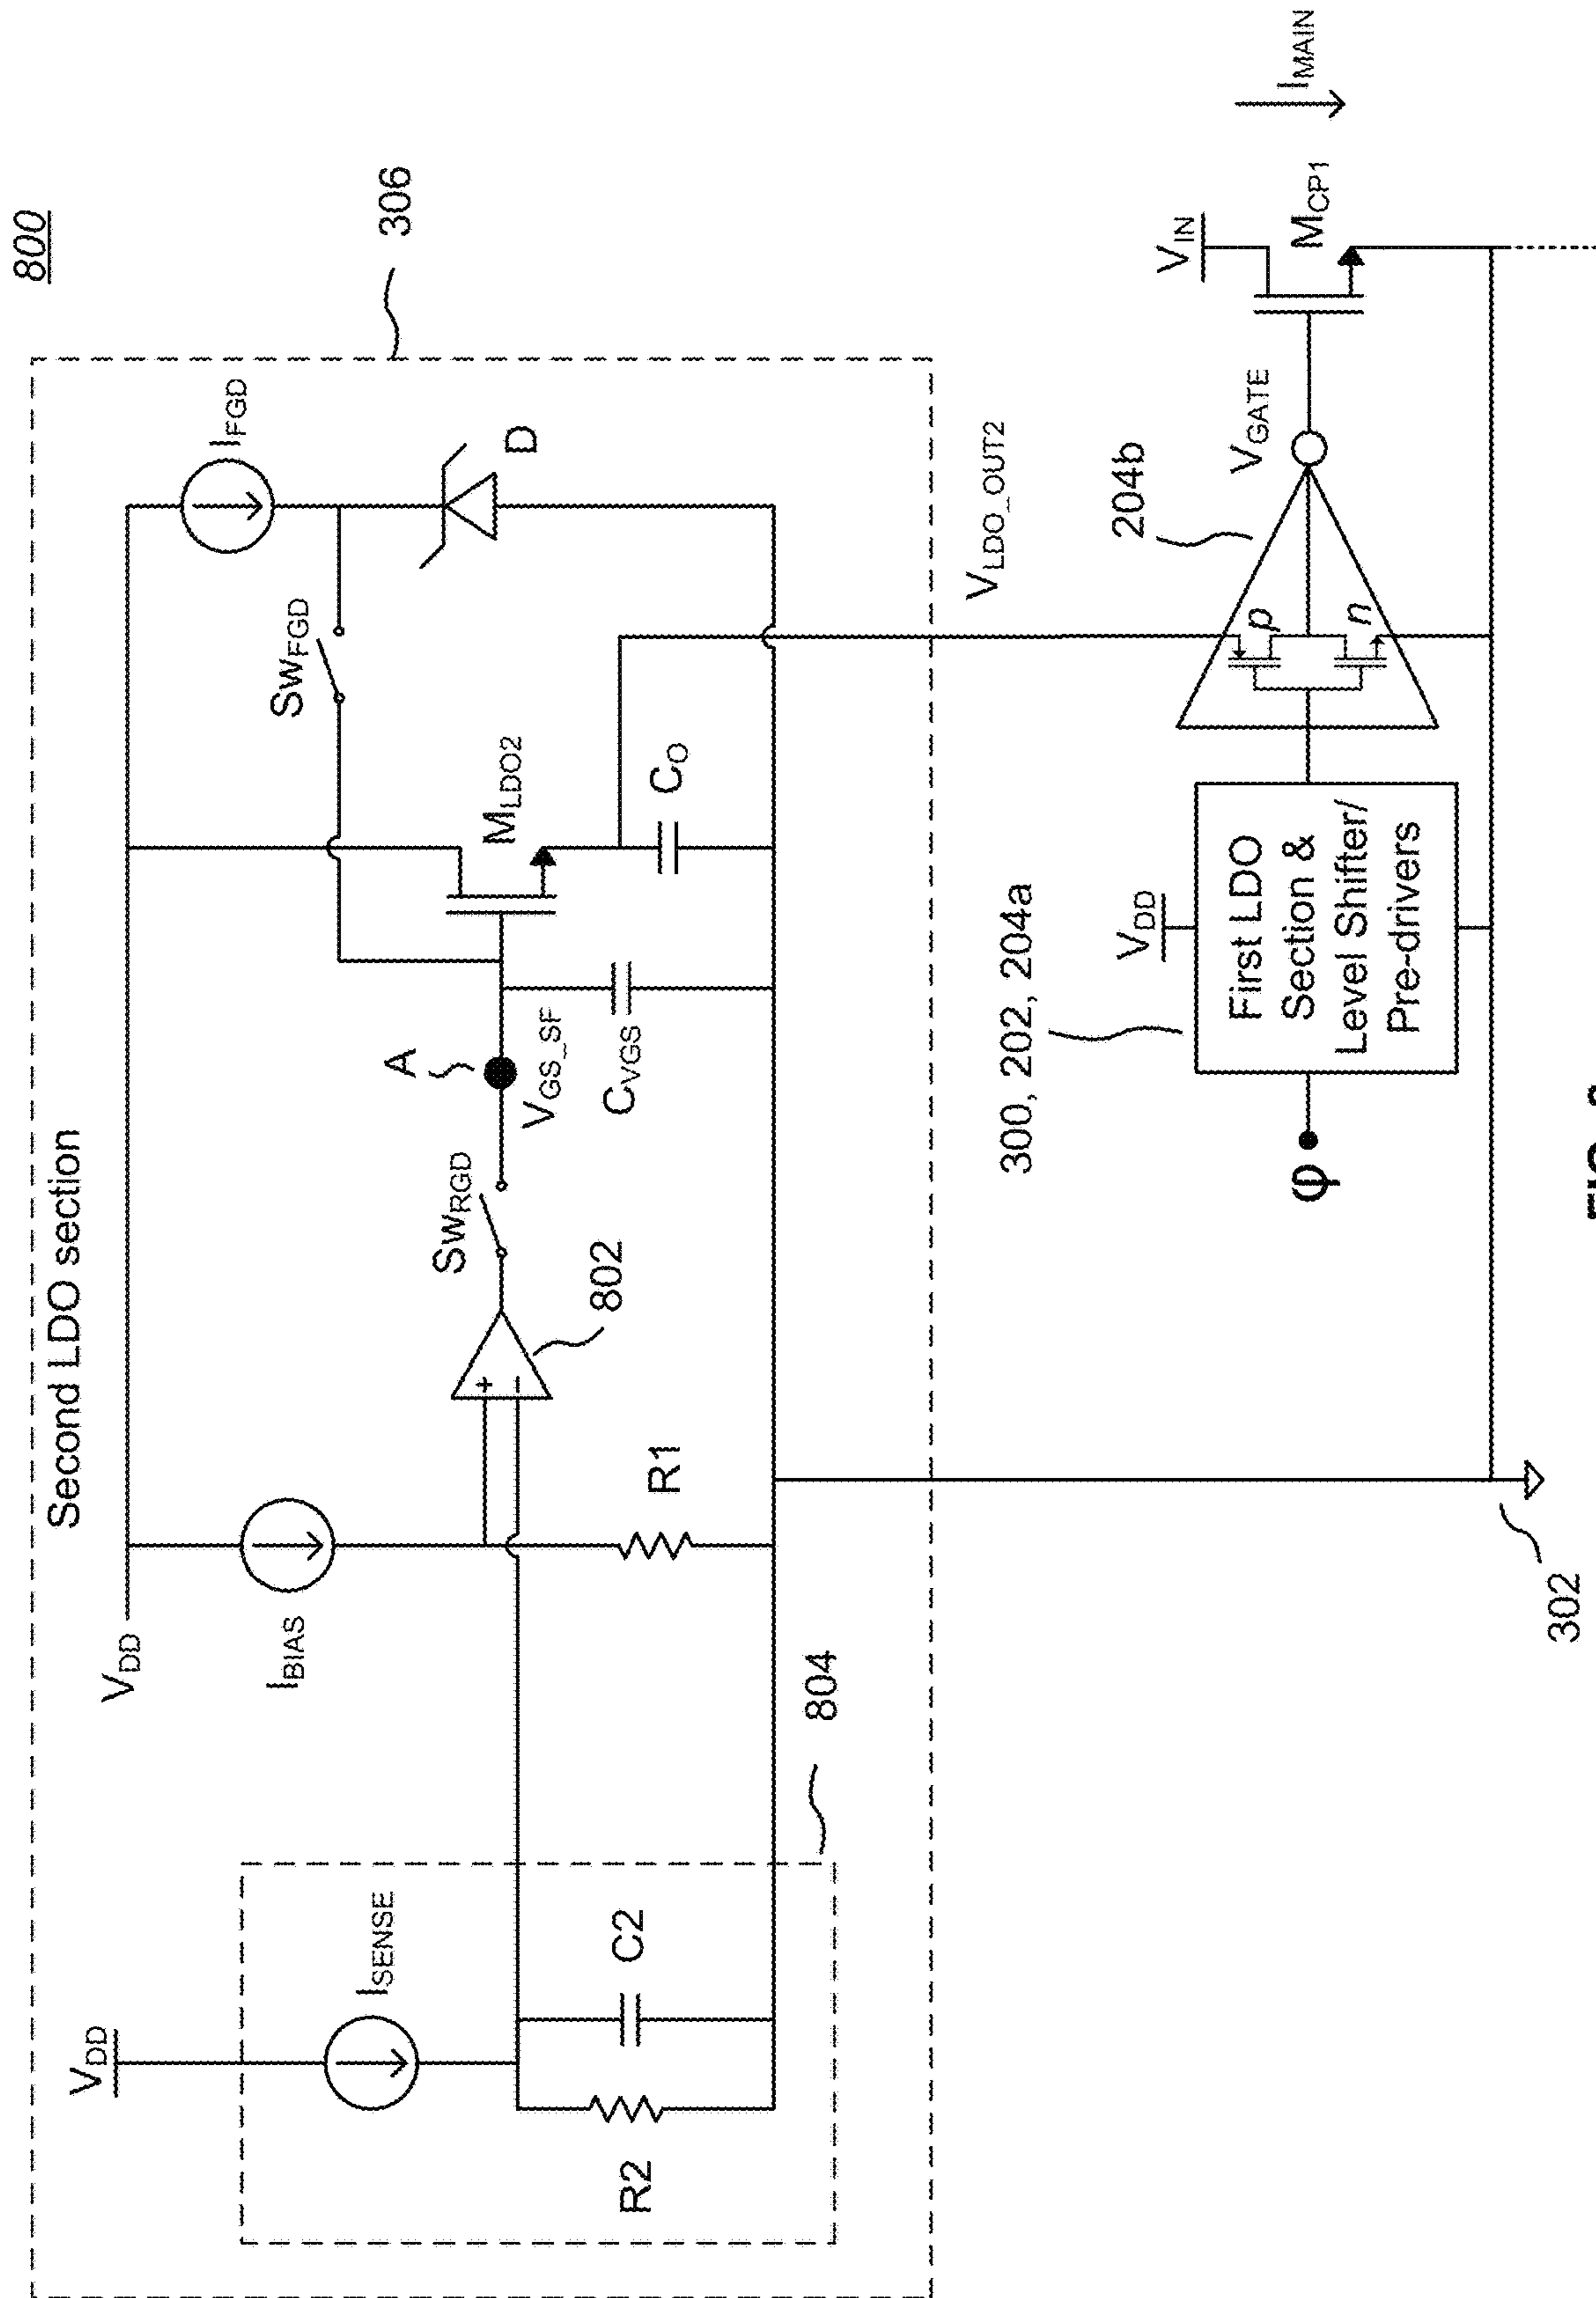 800
306
Second LDO section
V_DD
I_BIAS
I_FGD
Sw_FGD
D
V_DD
I_SENSE
R2
C2
804
R1
802
Sw_RGD
A
V_GS_SF
C_VGS
M_LDO2
C_O
V_LDO_OUT2
302
300, 202, 204a
V_DD
First LDO
Section &
Level Shifter/
Pre-drivers
φ
204b
p
n
V_GATE
V_IN
M_CP1
I_MAIN